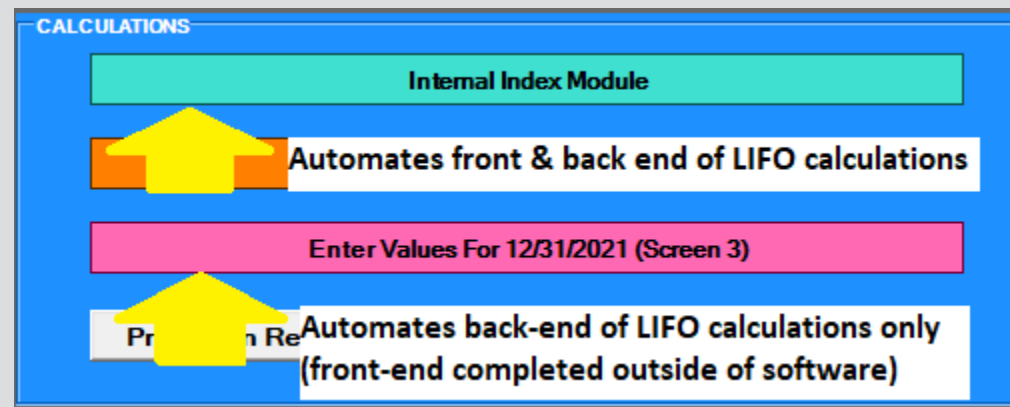 CALCULATIONS
Internal Index Module
Automates front & back end of LIFO calculations
Enter Values For 12/31/2021 (Screen 3)
Automates back-end of LIFO calculations only
(front-end completed outside of software)